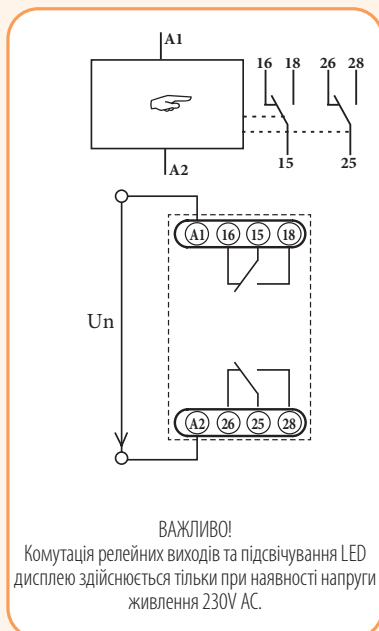 A1
16 18 26 28
A2
15 25
A1 16 15 18
Un
A2 26 25 28
ВАЖЛИВО!
Комутація релейних виходів та підсвічування LED
дисплею здійснюється тільки при наявності напруги
живлення 230V AC.